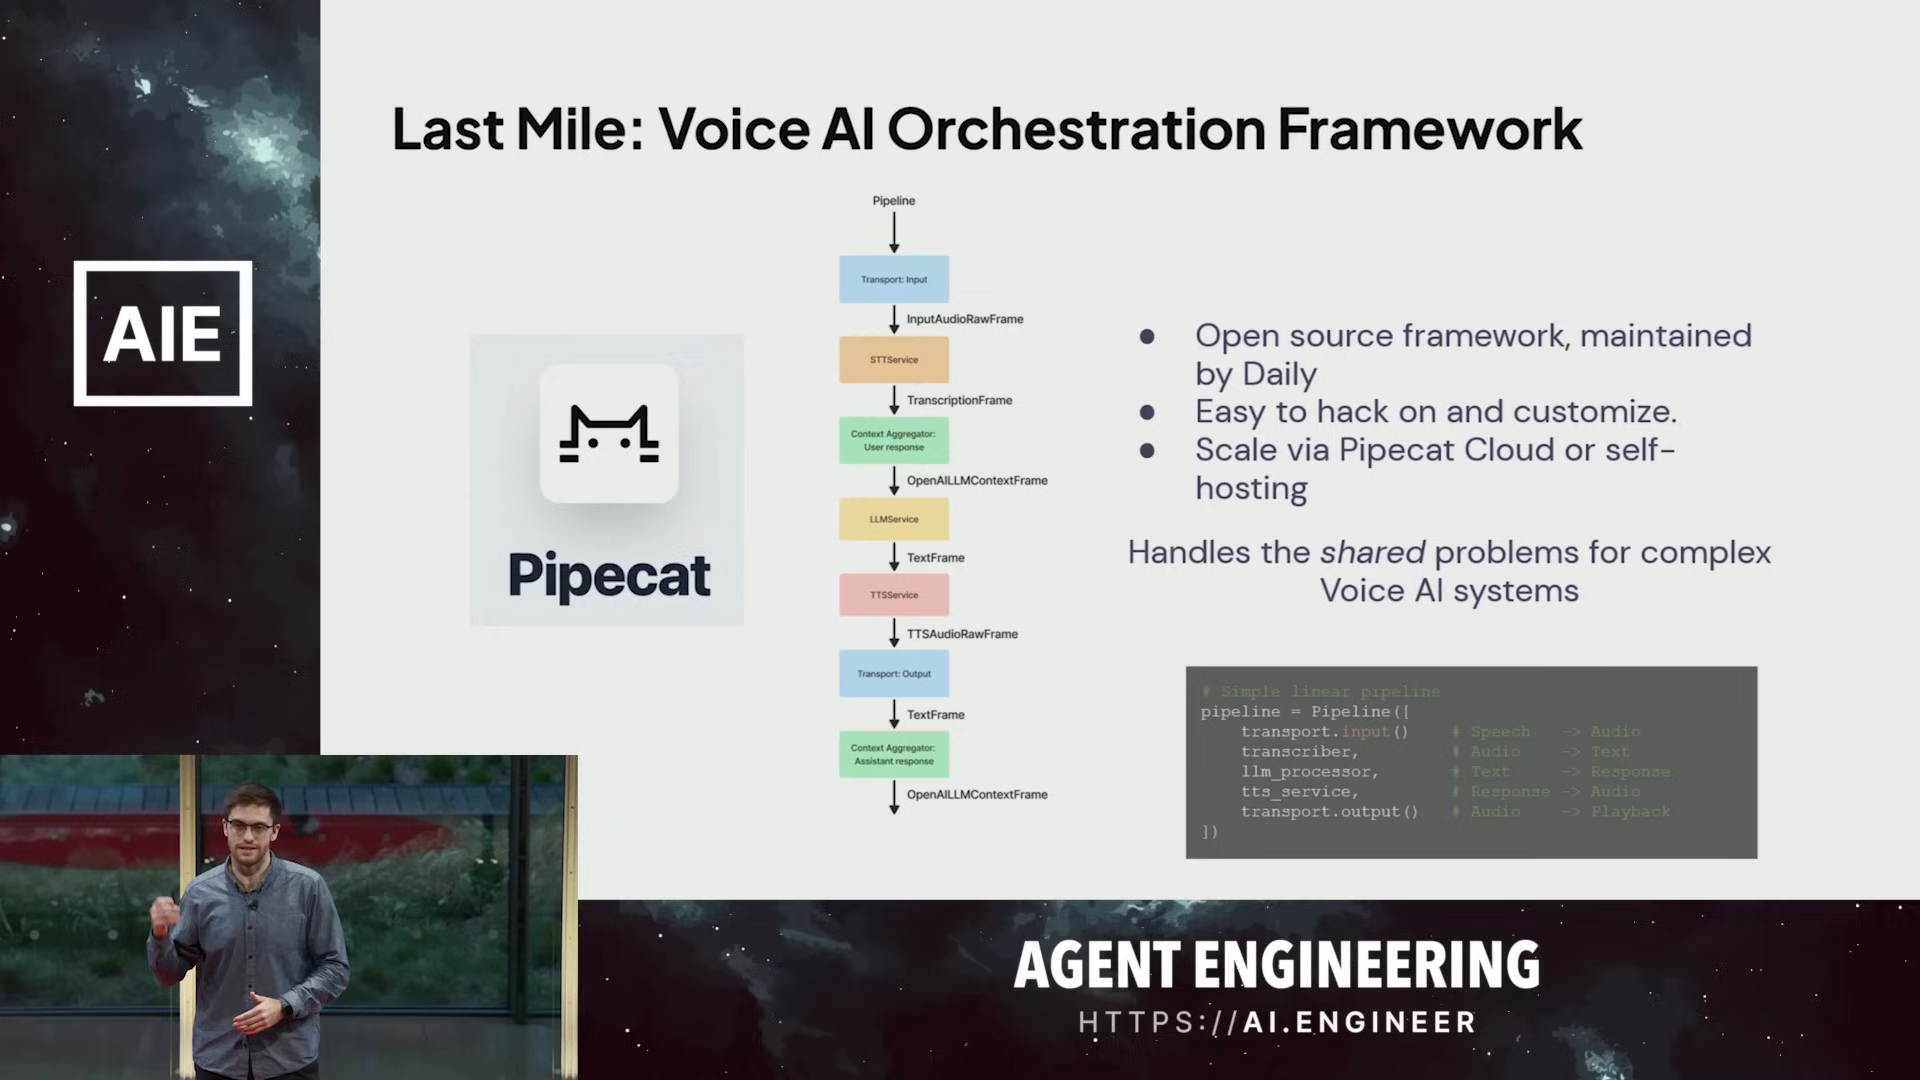 Last Mile: Voice AI Orchestration Framework
AIE
Pipecat
Pipeline
Transport: Input
InputAudioRawFrame
STTService
TranscriptionFrame
Context Aggregator:
User response
OpenAILLMContextFrame
LLMService
TextFrame
TTSService
TTSAudioRawFrame
Transport: Output
TextFrame
Context Aggregator:
Assistant response
OpenAILLMContextFrame
● Open source framework, maintained
by Daily
● Easy to hack on and customize.
● Scale via Pipecat Cloud or self-
hosting
Handles the shared problems for complex
Voice AI systems
# Simple linear pipeline
pipeline = Pipeline([
transport.input() # Speech -> Audio
transcriber, # Audio -> Text
llm_processor, # Text -> Response
tts_service, # Response -> Audio
transport.output() # Audio -> Playback
])
AGENT ENGINEERING
HTTPS://AI.ENGINEER